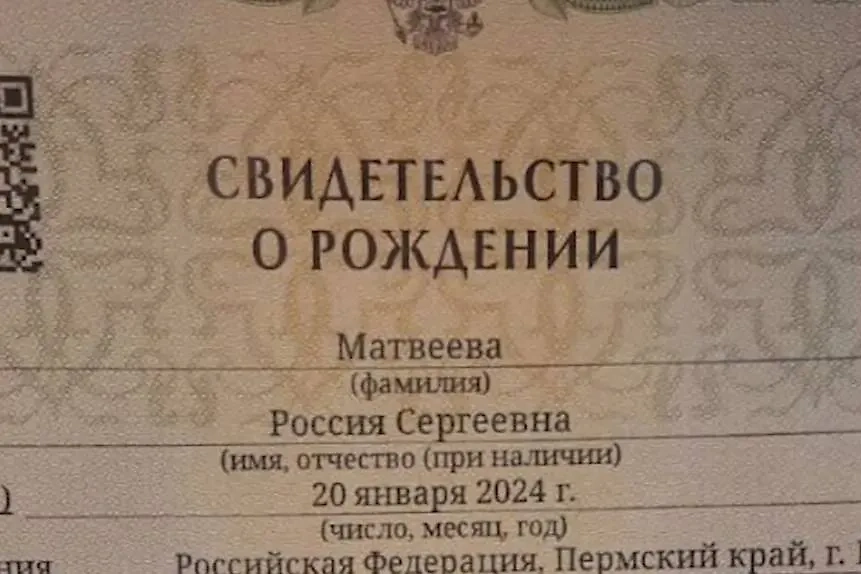 СВИДЕТЕЛЬСТВО
О РОЖДЕНИИ
Матвеева
(фамилия)
Россия Сергеевна
(имя, отчество (при наличии)
20 января 2024 г.
(число, месяц, год)
Российская Федерация, Пермский край, г.